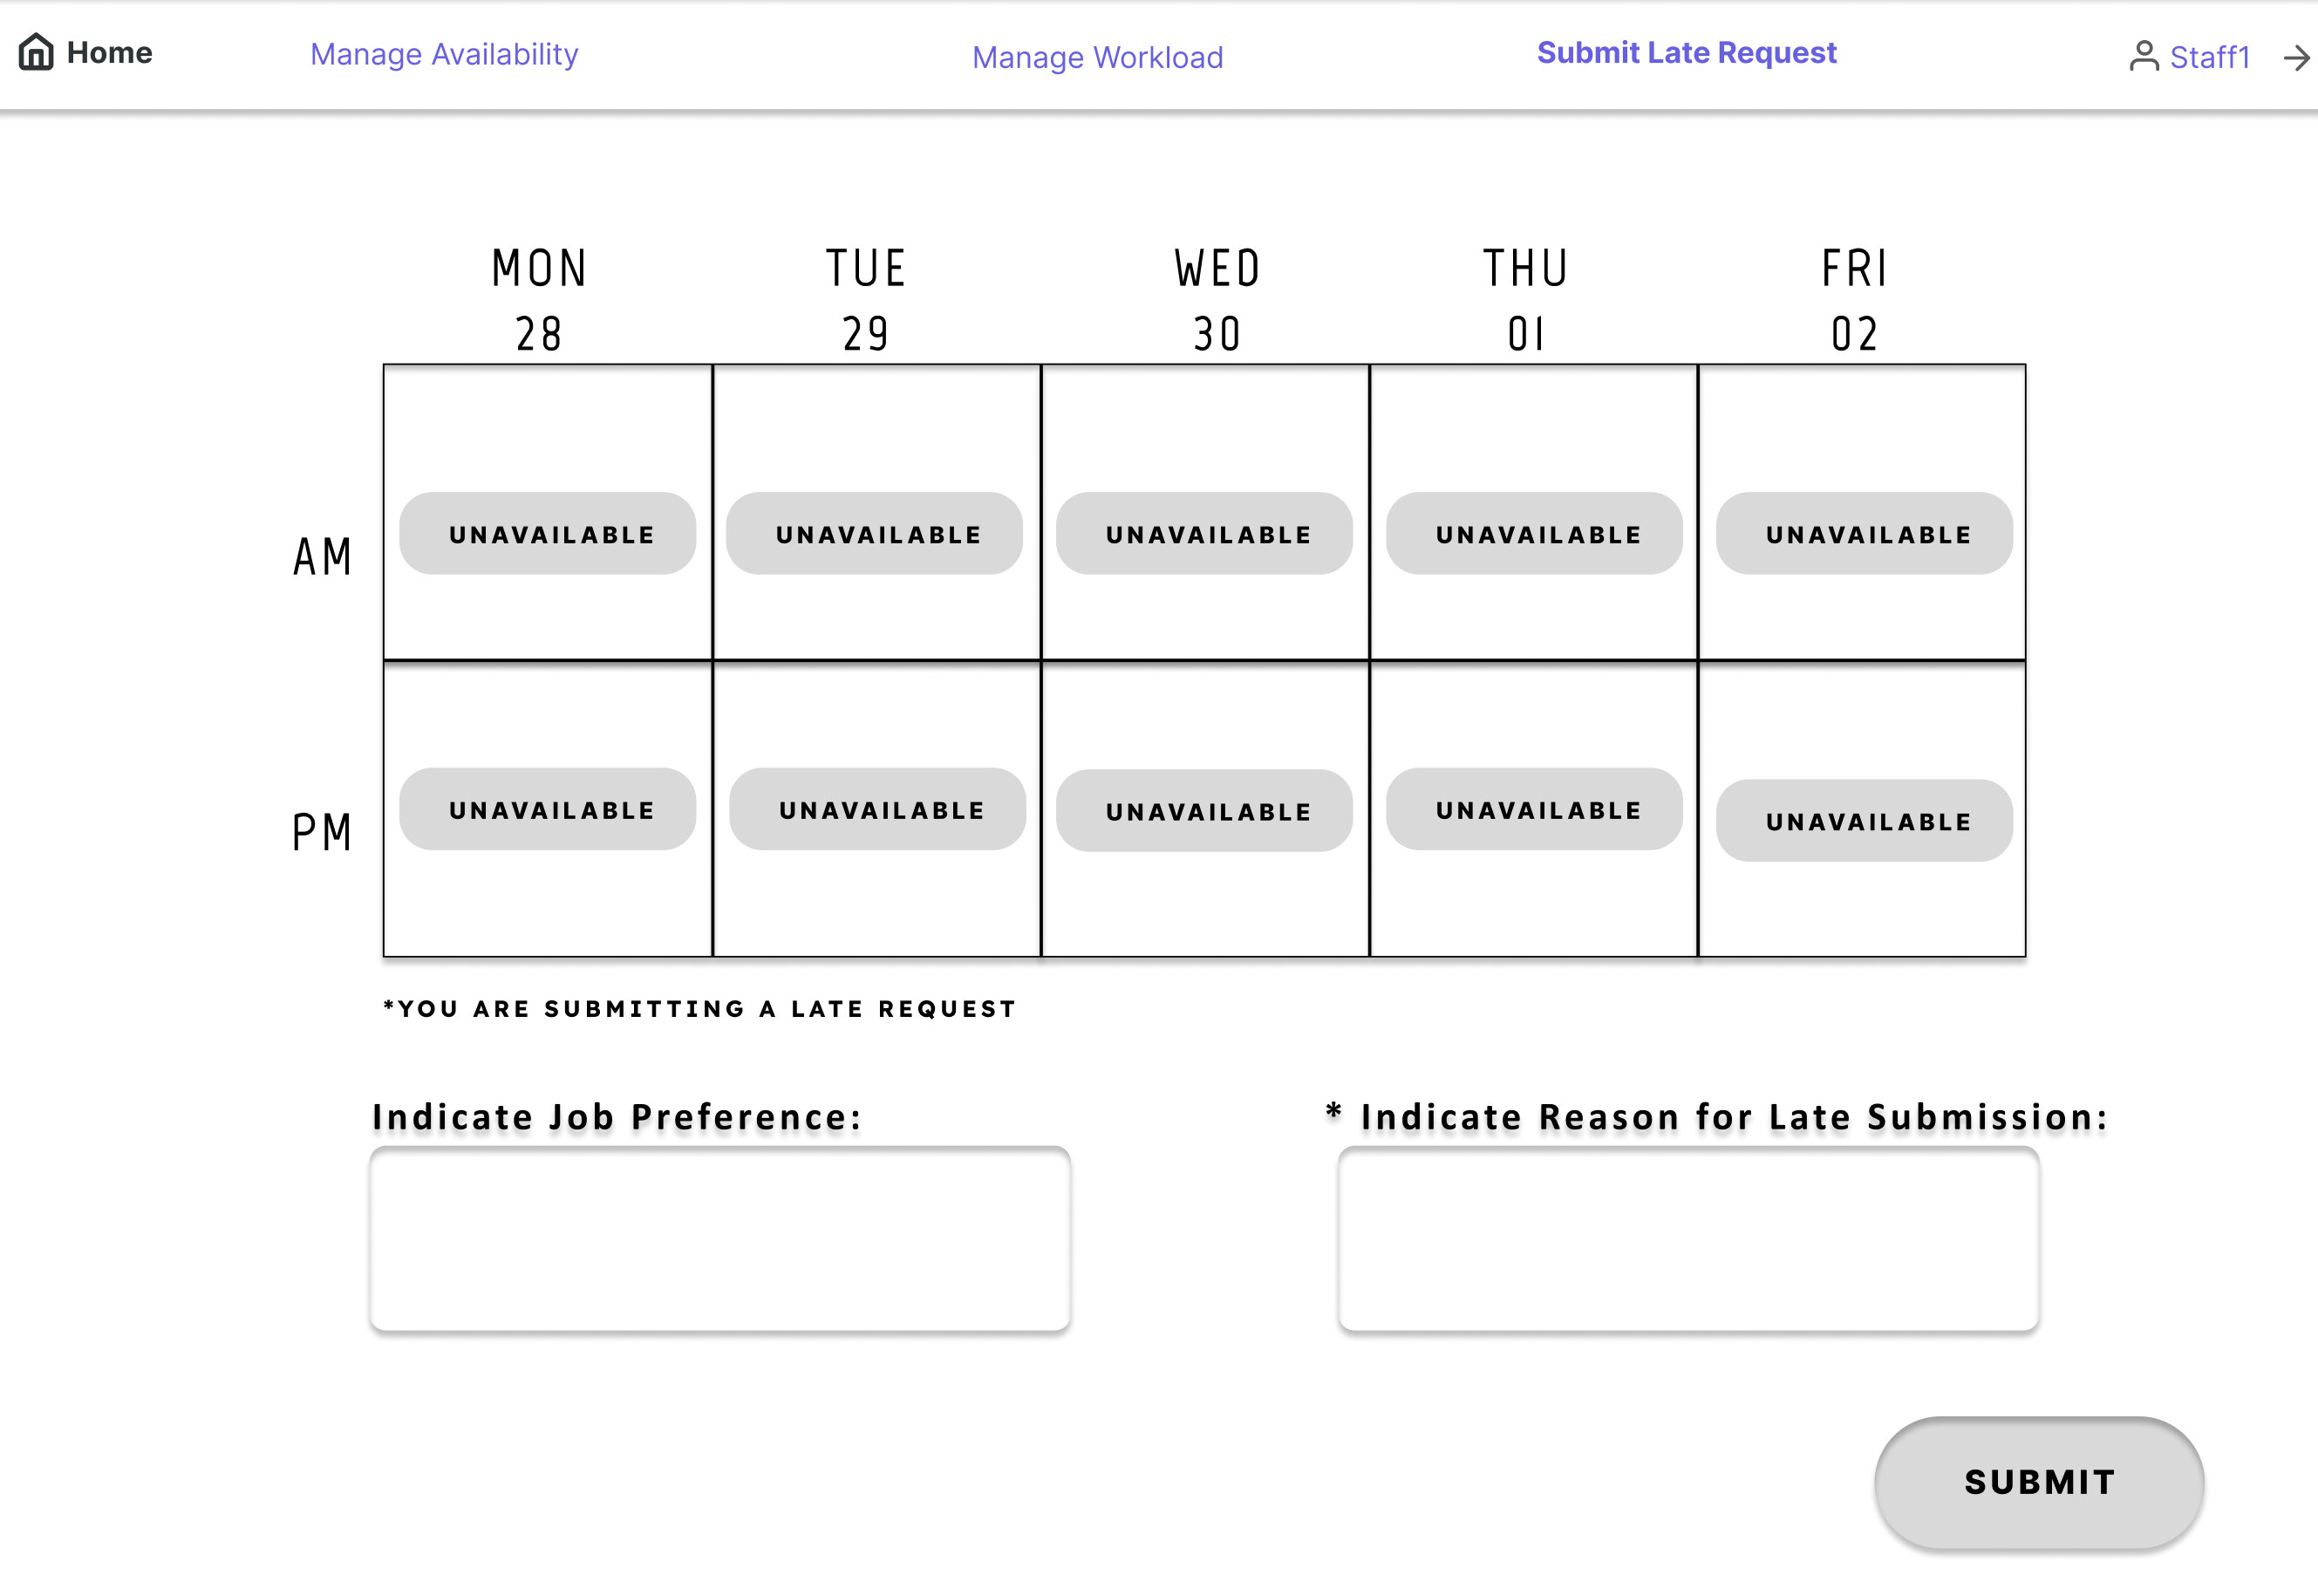 Home Manage Availability Manage Workload Submit Late Request Staff1
MON TUE WED THU FRI
28 29 30 01 02
AM UNAVAILABLE UNAVAILABLE UNAVAILABLE UNAVAILABLE UNAVAILABLE
PM UNAVAILABLE UNAVAILABLE UNAVAILABLE UNAVAILABLE UNAVAILABLE
*YOU ARE SUBMITTING A LATE REQUEST
Indicate Job Preference: * Indicate Reason for Late Submission:
SUBMIT